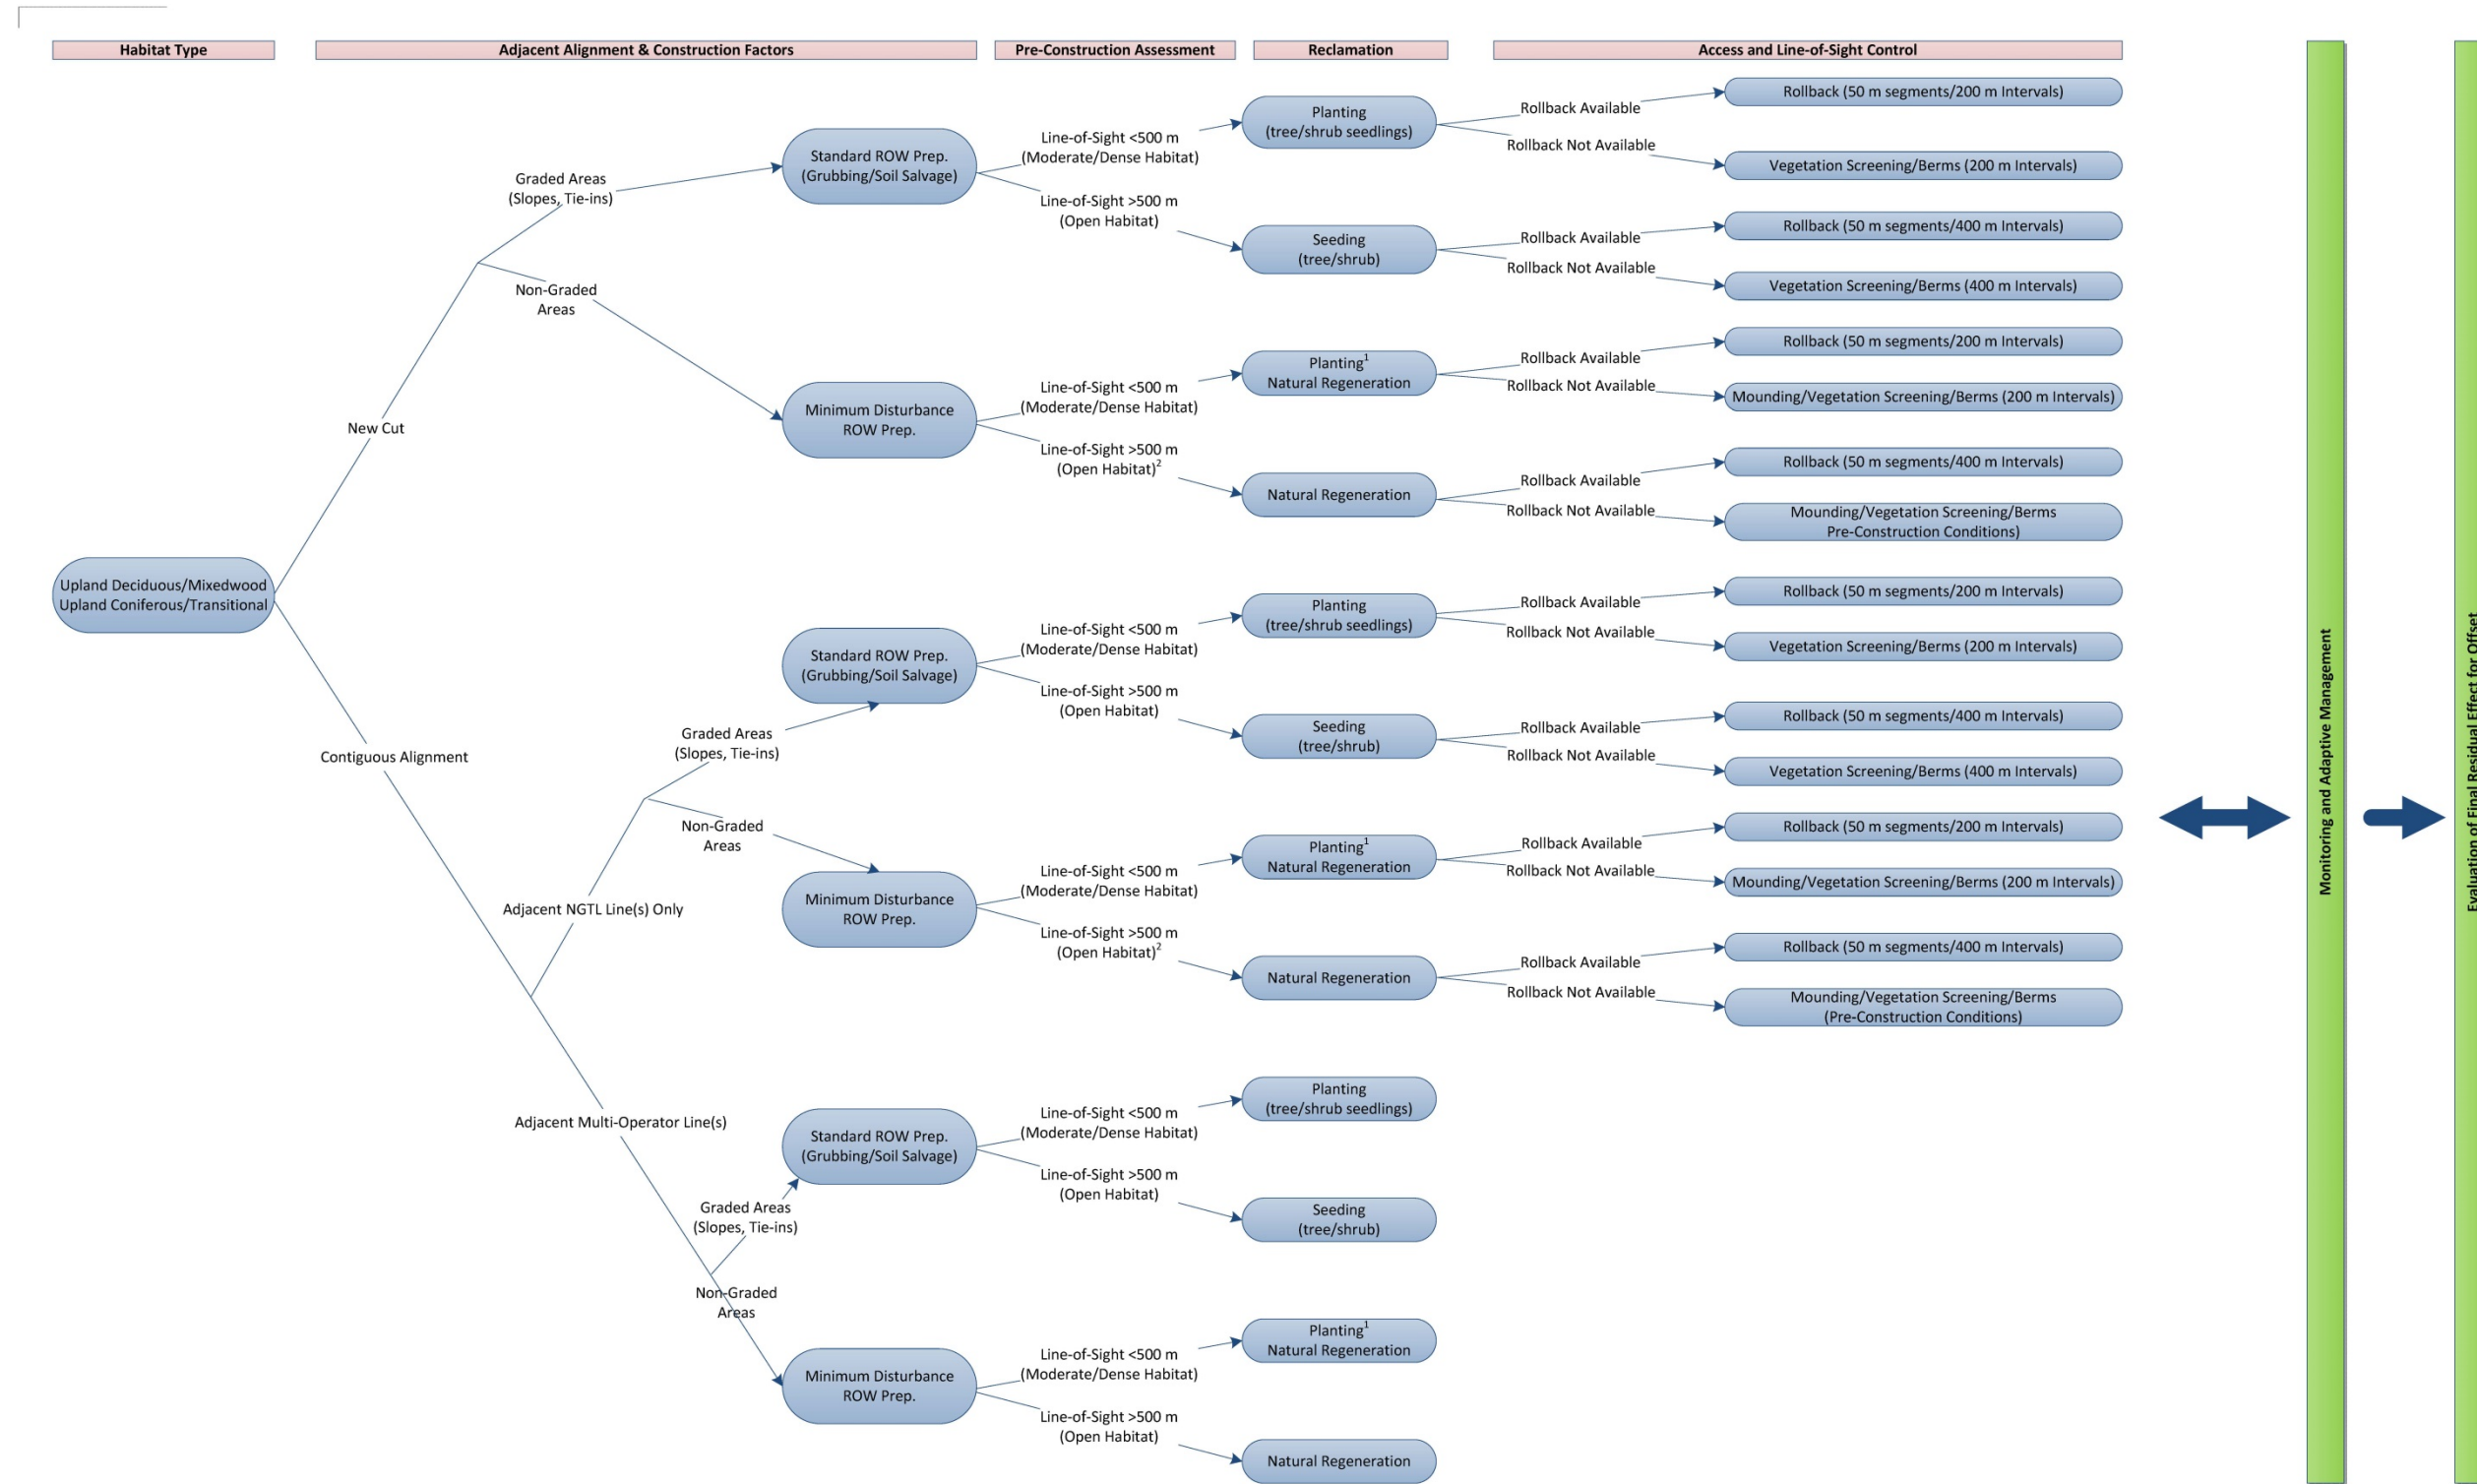 Habitat Type
Adjacent Alignment & Construction Factors
Pre-Construction Assessment
Reclamation
Access and Line-of-Sight Control
Upland Deciduous/Mixedwood
Upland Coniferous/Transitional
New Cut
Graded Areas
(Slopes, Tie-ins)
Standard ROW Prep.
(Grubbing/Soil Salvage)
Line-of-Sight <500 m
(Moderate/Dense Habitat)
Planting
(tree/shrub seedlings)
Rollback Available
Rollback (50 m segments/200 m Intervals)
Rollback Not Available
Vegetation Screening/Berms (200 m Intervals)
Line-of-Sight >500 m
(Open Habitat)
Seeding
(tree/shrub)
Rollback Available
Rollback (50 m segments/400 m Intervals)
Rollback Not Available
Vegetation Screening/Berms (400 m Intervals)
Non-Graded
Areas
Minimum Disturbance
ROW Prep.
Line-of-Sight <500 m
(Moderate/Dense Habitat)
Planting1
Natural Regeneration
Rollback Available
Rollback (50 m segments/200 m Intervals)
Rollback Not Available
Mounding/Vegetation Screening/Berms (200 m Intervals)
Line-of-Sight >500 m
(Open Habitat)2
Natural Regeneration
Rollback Available
Rollback (50 m segments/400 m Intervals)
Rollback Not Available
Mounding/Vegetation Screening/Berms
Pre-Construction Conditions)
Contiguous Alignment
Adjacent NGTL Line(s) Only
Graded Areas
(Slopes, Tie-ins)
Standard ROW Prep.
(Grubbing/Soil Salvage)
Line-of-Sight <500 m
(Moderate/Dense Habitat)
Planting
(tree/shrub seedlings)
Rollback Available
Rollback (50 m segments/200 m Intervals)
Rollback Not Available
Vegetation Screening/Berms (200 m Intervals)
Line-of-Sight >500 m
(Open Habitat)
Seeding
(tree/shrub)
Rollback Available
Rollback (50 m segments/400 m Intervals)
Rollback Not Available
Vegetation Screening/Berms (400 m Intervals)
Non-Graded
Areas
Minimum Disturbance
ROW Prep.
Line-of-Sight <500 m
(Moderate/Dense Habitat)
Planting1
Natural Regeneration
Rollback Available
Rollback (50 m segments/200 m Intervals)
Rollback Not Available
Mounding/Vegetation Screening/Berms (200 m Intervals)
Line-of-Sight >500 m
(Open Habitat)2
Natural Regeneration
Rollback Available
Rollback (50 m segments/400 m Intervals)
Rollback Not Available
Mounding/Vegetation Screening/Berms
(Pre-Construction Conditions)
Adjacent Multi-Operator Line(s)
Graded Areas
(Slopes, Tie-ins)
Standard ROW Prep.
(Grubbing/Soil Salvage)
Line-of-Sight <500 m
(Moderate/Dense Habitat)
Planting
(tree/shrub seedlings)
Line-of-Sight >500 m
(Open Habitat)
Seeding
(tree/shrub)
Non-Graded
Areas
Minimum Disturbance
ROW Prep.
Line-of-Sight <500 m
(Moderate/Dense Habitat)
Planting1
Natural Regeneration
Line-of-Sight >500 m
(Open Habitat)
Natural Regeneration
Monitoring and Adaptive Management
Evaluation of Final Residual Effect for Offset